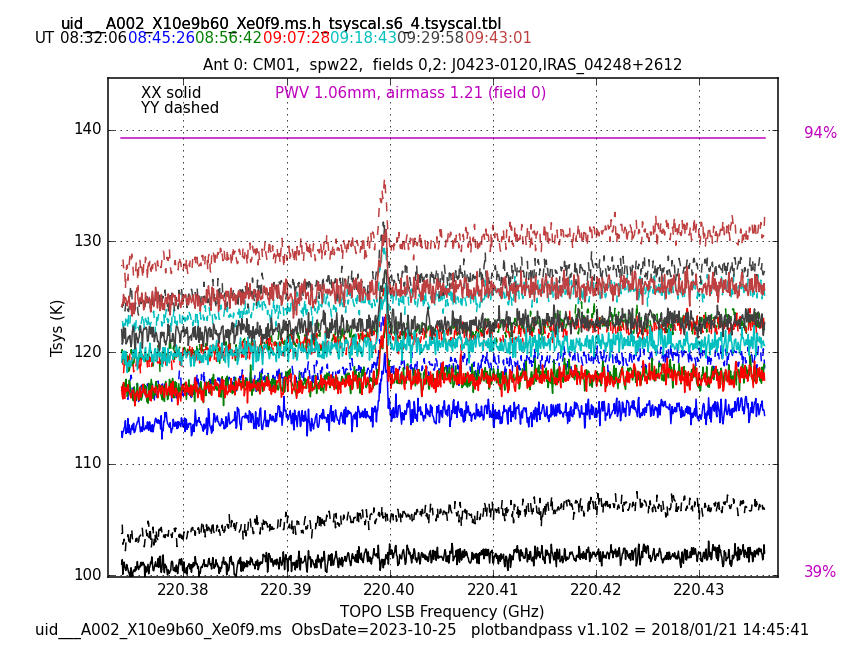 uid___A002_X10e9b60_Xe0f9.ms.h_tsyscal.s6_4.tsyscal.tbl
UT 08:32:06 08:45:26 08:56:42 09:07:28 09:18:43 09:29:58 09:43:01
Ant 0: CM01,  spw22,  fields 0,2: J0423-0120,IRAS_04248+2612
XX solid
YY dashed
PWV 1.06mm, airmass 1.21 (field 0)
94%
39%
140
130
120
110
100
Tsys (K)
220.38 220.39 220.40 220.41 220.42 220.43
TOPO LSB Frequency (GHz)
uid___A002_X10e9b60_Xe0f9.ms  ObsDate=2023-10-25   plotbandpass v1.102 = 2018/01/21 14:45:41